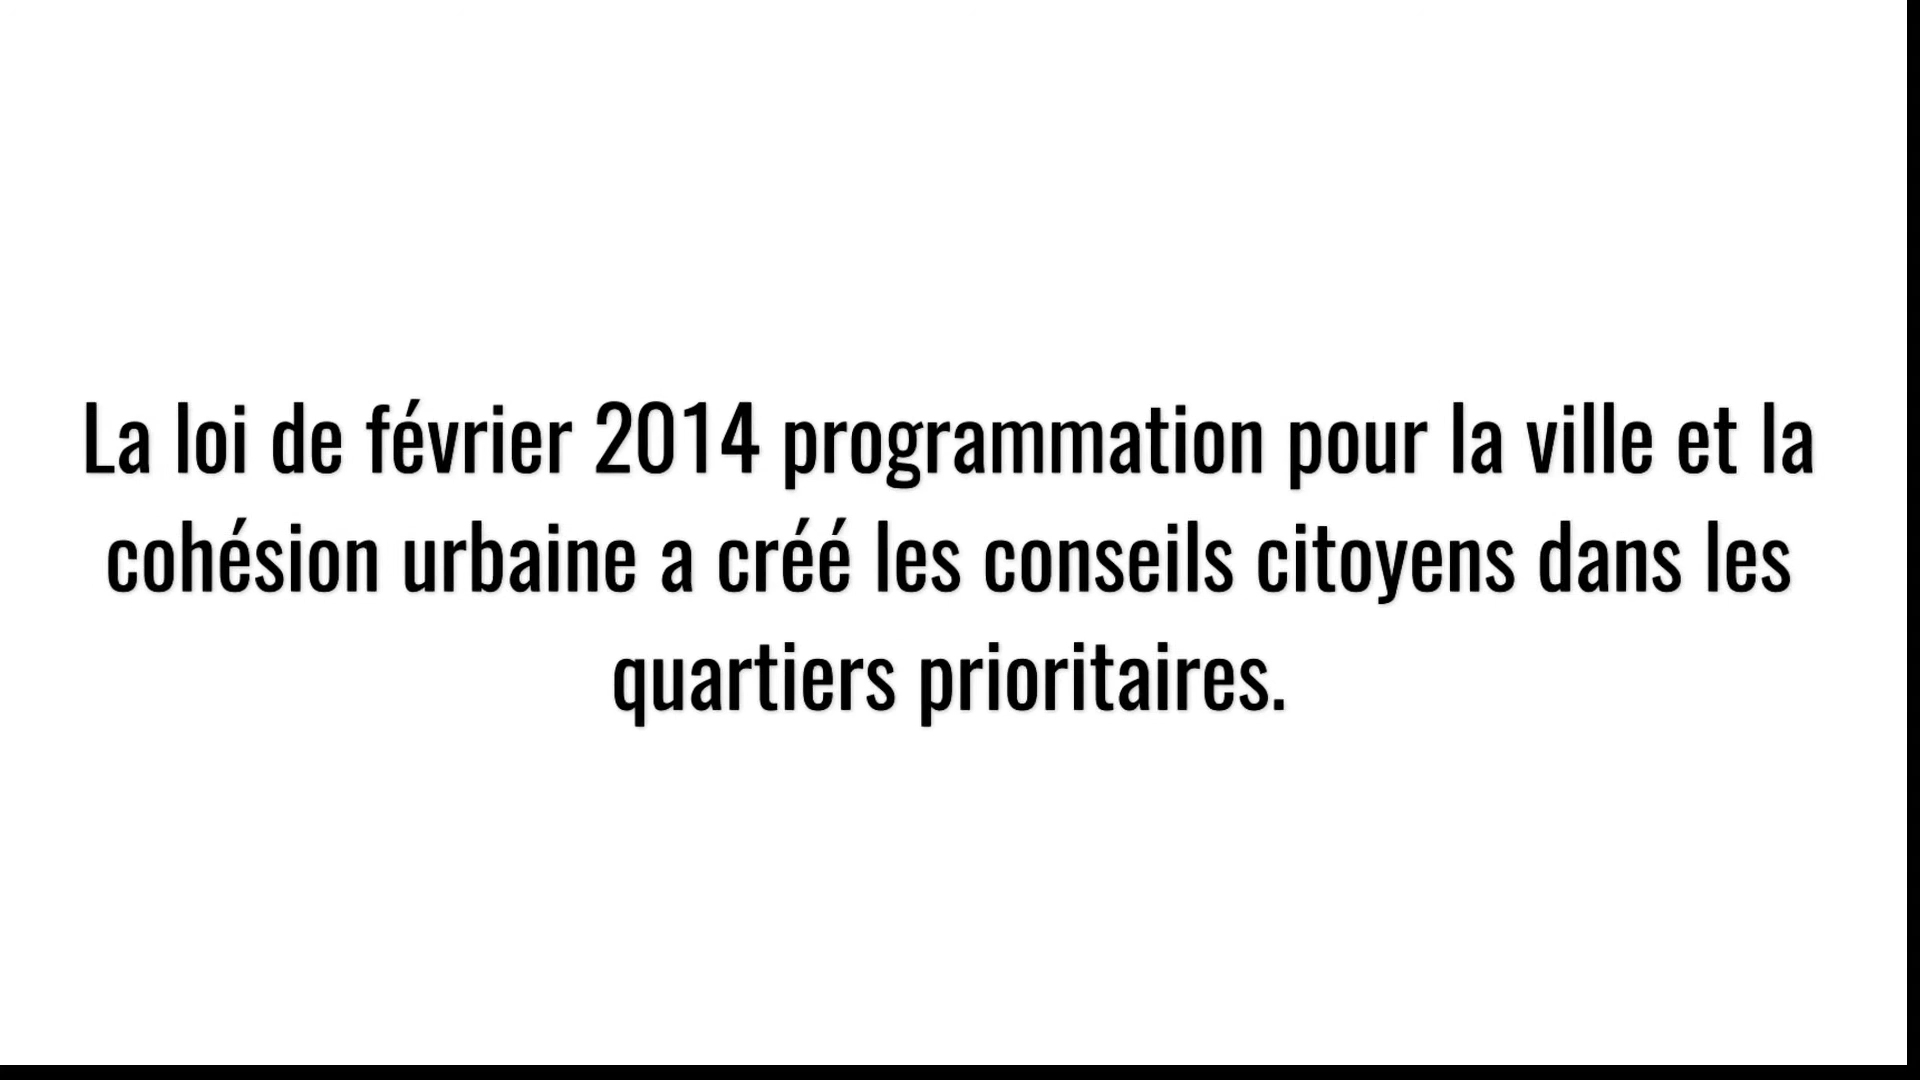 La loi de février 2014 programmation pour la ville et la
cohésion urbaine a créé les conseils citoyens dans les
quartiers prioritaires.